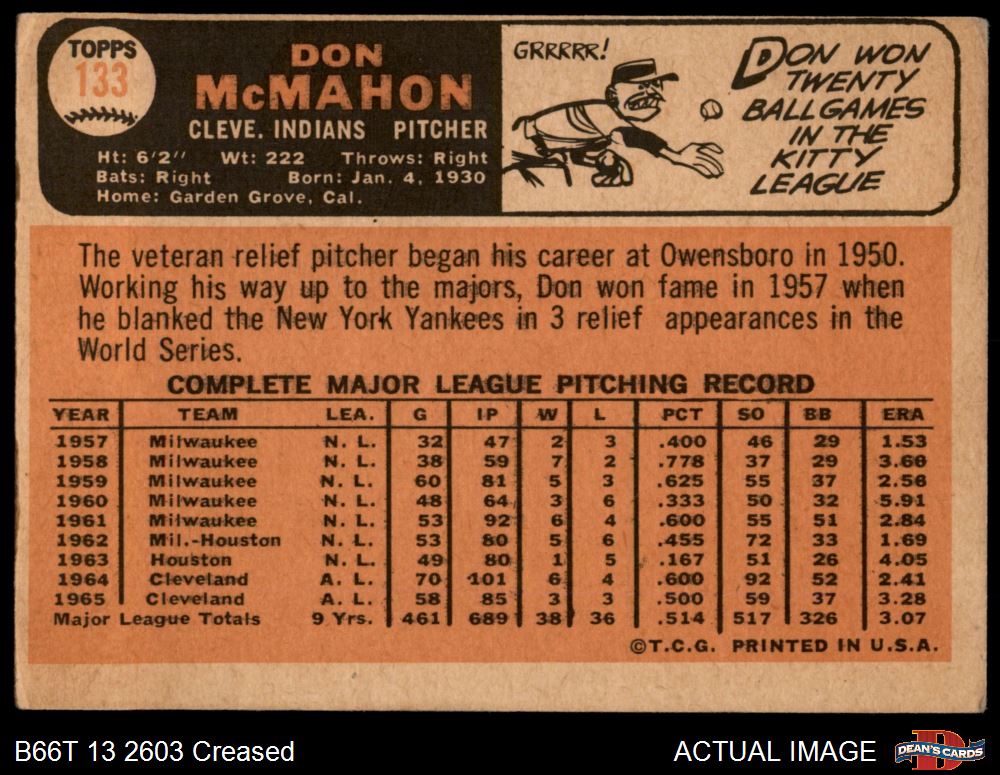 TOPPS
133
DON
McMAHON
CLEVE. INDIANS PITCHER
Ht: 6'2" Wt: 222 Throws: Right
Bats: Right Born: Jan. 4, 1930
Home: Garden Grove, Cal.
GRRRRR!
DON WON
TWENTY
BALLGAMES
IN THE
KITTY
LEAGUE
The veteran relief pitcher began his career at Owensboro in 1950.
Working his way up to the majors, Don won fame in 1957 when
he blanked the New York Yankees in 3 relief appearances in the
World Series.
COMPLETE MAJOR LEAGUE PITCHING RECORD
YEAR TEAM LEA. G IP W L PCT SO BB ERA
1957 Milwaukee N. L. 32 47 2 3 .400 46 29 1.53
1958 Milwaukee N. L. 38 59 7 2 .778 37 29 3.66
1959 Milwaukee N. L. 60 81 5 3 .625 55 37 2.56
1960 Milwaukee N. L. 48 64 3 6 .333 50 32 5.91
1961 Milwaukee N. L. 53 92 6 4 .600 55 51 2.84
1962 Mil.-Houston N. L. 53 80 5 6 .455 72 33 1.69
1963 Houston N. L. 49 80 1 5 .167 51 26 4.05
1964 Cleveland A. L. 70 101 6 4 .600 92 52 2.41
1965 Cleveland A. L. 58 85 3 3 .500 59 37 3.28
Major League Totals 9 Yrs. 461 689 38 36 .514 517 326 3.07
©T.C.G. PRINTED IN U.S.A.
B66T 13 2603 Creased
ACTUAL IMAGE
DEAN'S CARDS